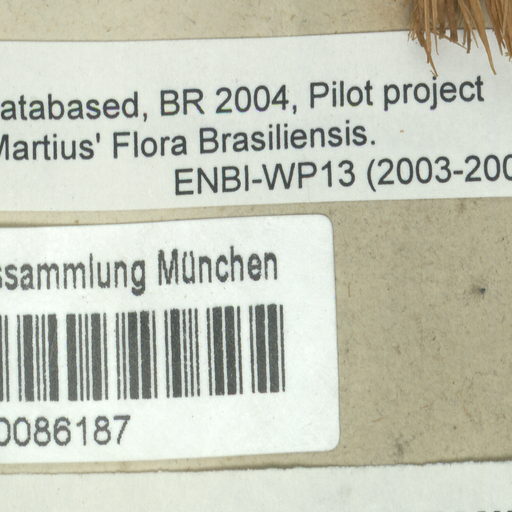 atabased, BR 2004, Pilot project
Martius' Flora Brasiliensis.
ENBI-WP13 (2003-200
ssammlung München
0086187